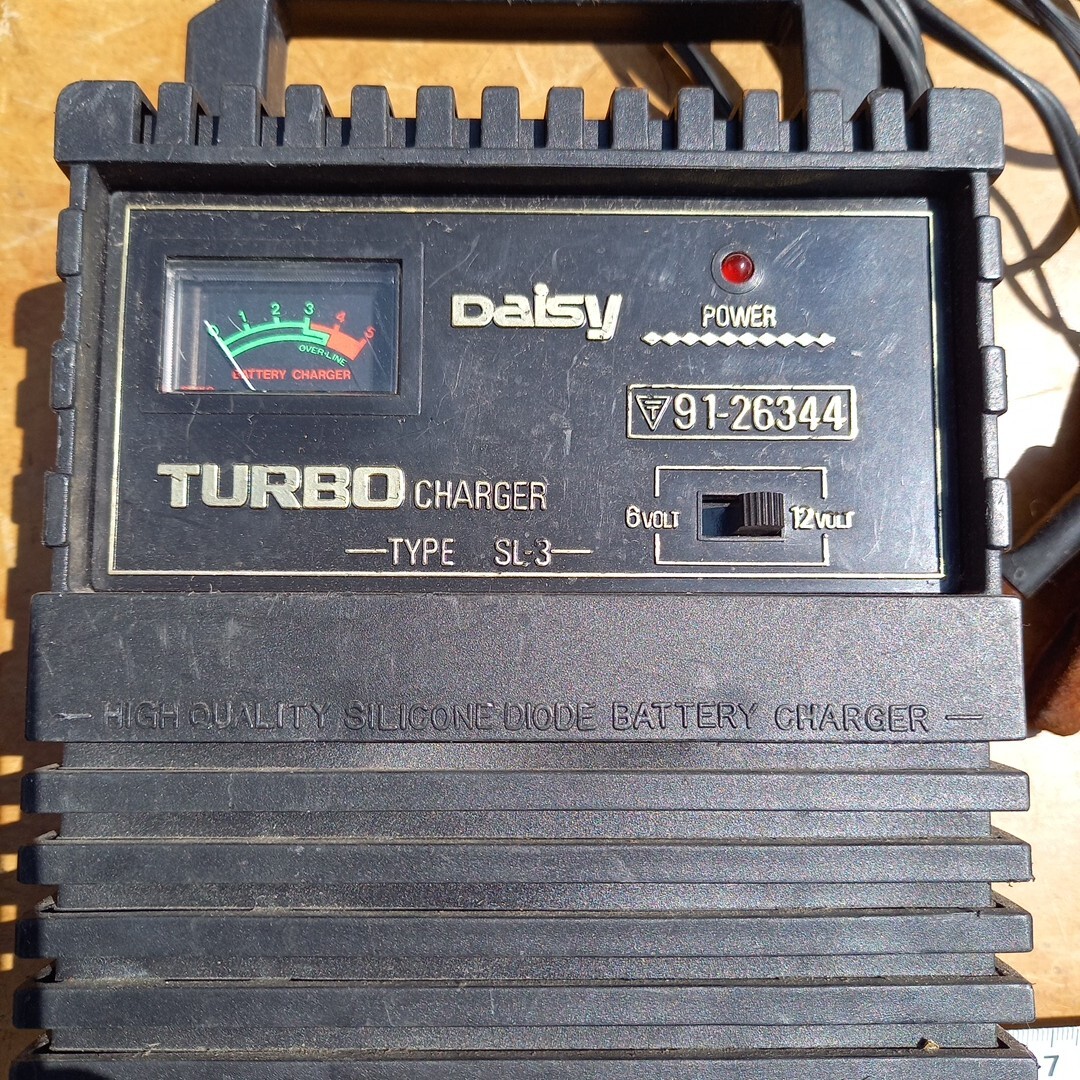 0 1 2 3 4 5
OVER-LINE
BATTERY CHARGER
Daisy
POWER
91-26344
TURBO CHARGER
6VOLT 12VOLT
—TYPE SL-3—
— HIGH QUALITY SILICONE DIODE BATTERY CHARGER —
7